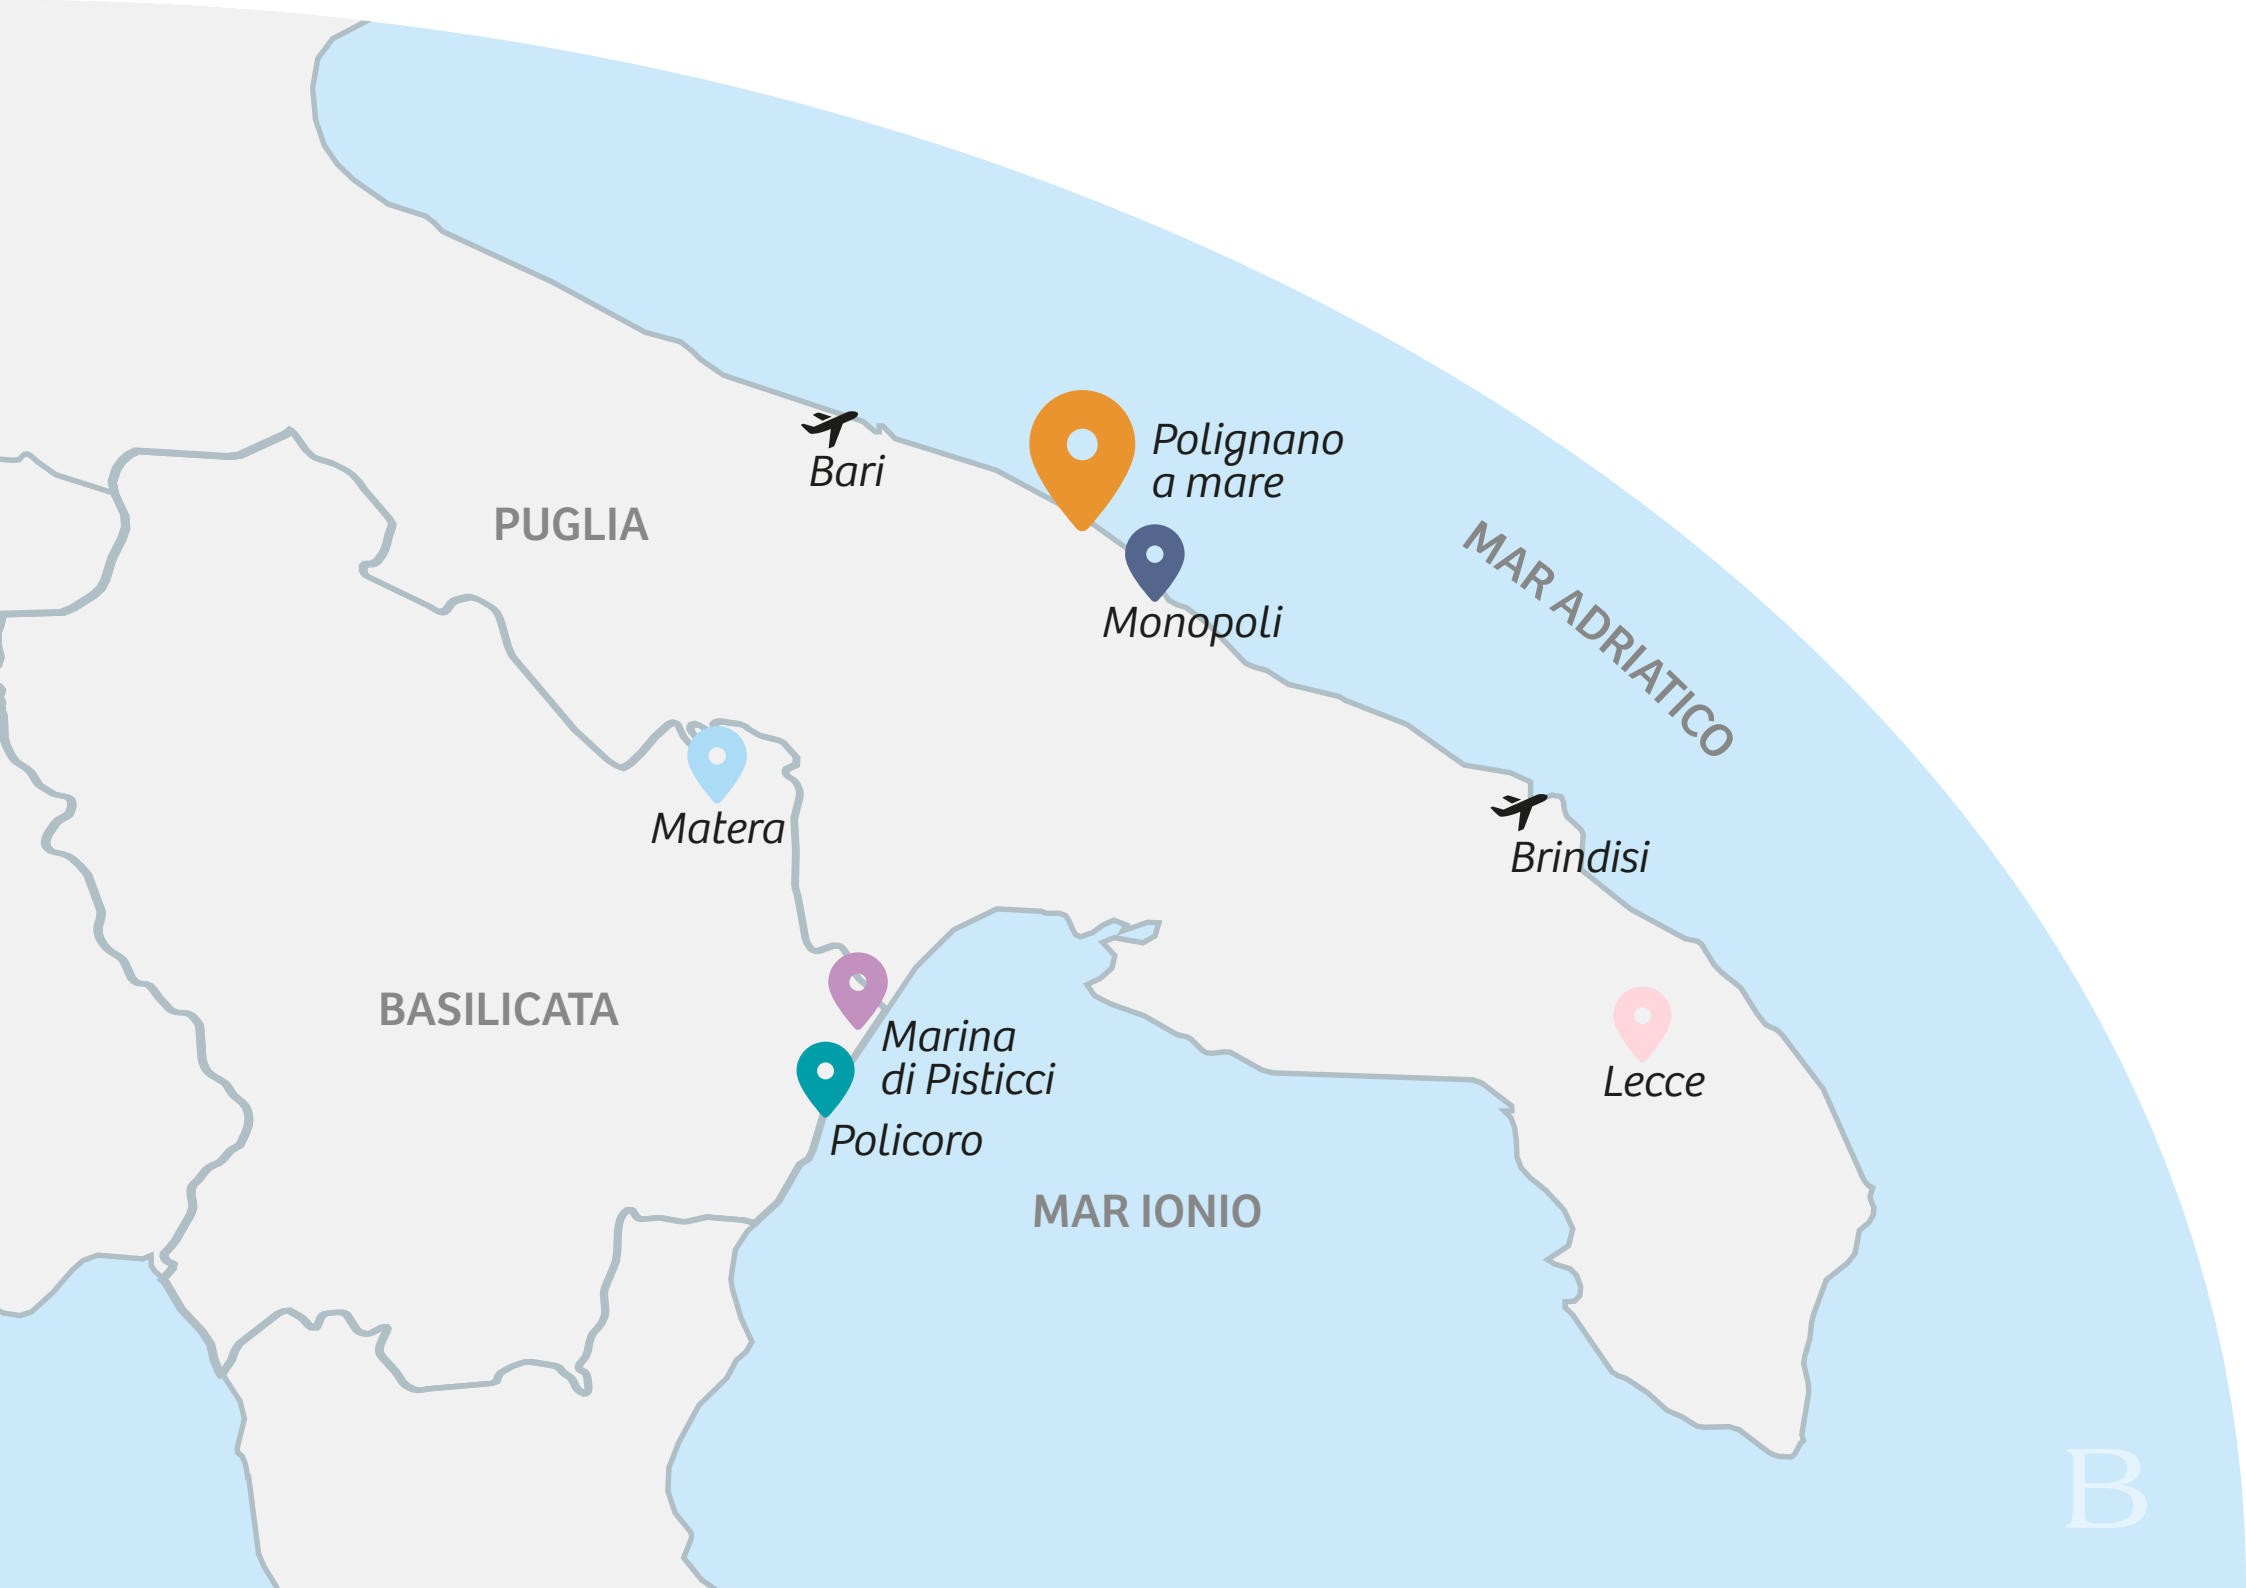 Polignano
a mare
Bari
PUGLIA
MAR ADRIATICO
Monopoli
Matera
Brindisi
BASILICATA
Marina
di Pisticci
Lecce
Policoro
MAR IONIO
B